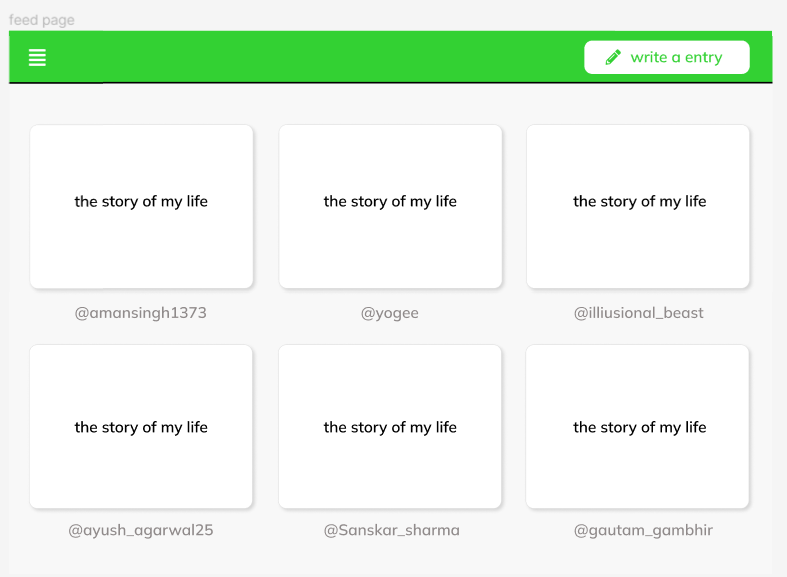 feed page
write a entry
the story of my life
the story of my life
the story of my life
@amansingh1373
@yogee
@illiusional_beast
the story of my life
the story of my life
the story of my life
@ayush_agarwal25
@Sanskar_sharma
@gautam_gambhir